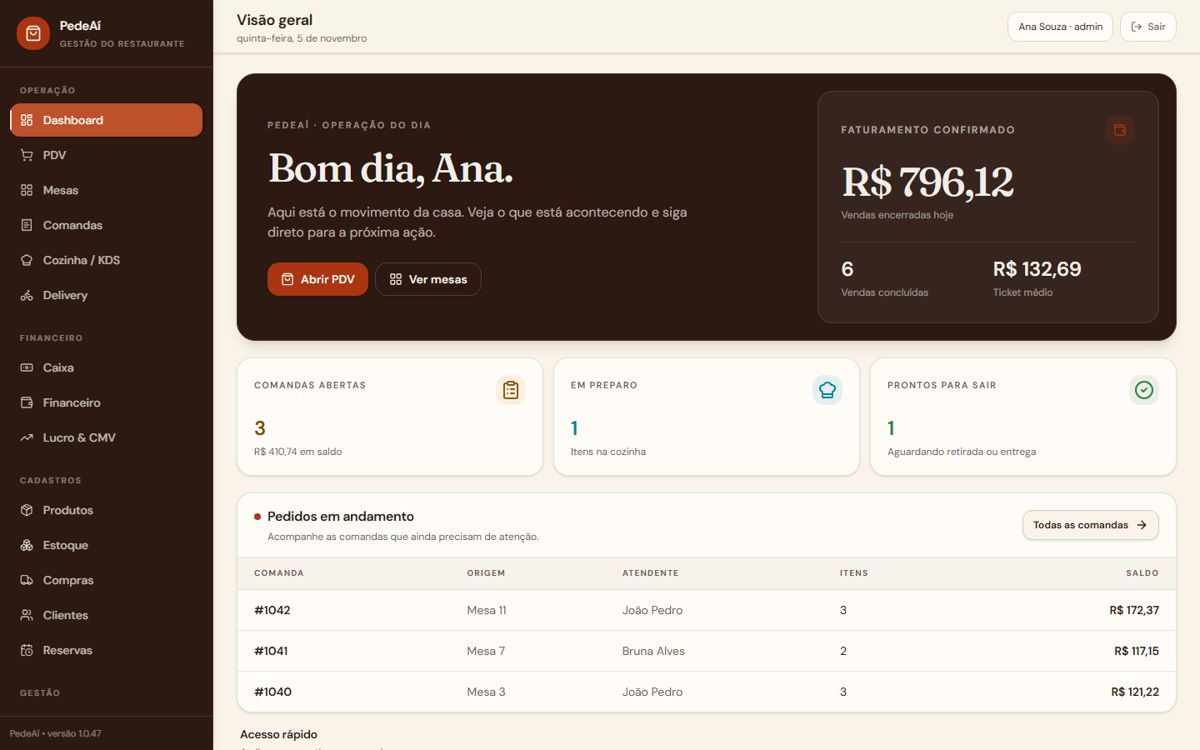 PedeAí
GESTÃO DO RESTAURANTE
OPERAÇÃO
Dashboard
PDV
Mesas
Comandas
Cozinha / KDS
Delivery
FINANCEIRO
Caixa
Financeiro
Lucro & CMV
CADASTROS
Produtos
Estoque
Compras
Clientes
Reservas
GESTÃO
PedeAí • versão 1.0.47
Visão geral
quinta-feira, 5 de novembro
Ana Souza · admin
Sair
PEDEAÍ · OPERAÇÃO DO DIA
Bom dia, Ana.
Aqui está o movimento da casa. Veja o que está acontecendo e siga
direto para a próxima ação.
Abrir PDV
Ver mesas
FATURAMENTO CONFIRMADO
R$ 796,12
Vendas encerradas hoje
6
Vendas concluídas
R$ 132,69
Ticket médio
COMANDAS ABERTAS
3
R$ 410,74 em saldo
EM PREPARO
1
Itens na cozinha
PRONTOS PARA SAIR
1
Aguardando retirada ou entrega
Pedidos em andamento
Acompanhe as comandas que ainda precisam de atenção.
Todas as comandas
COMANDA ORIGEM ATENDENTE ITENS SALDO
#1042 Mesa 11 João Pedro 3 R$ 172,37
#1041 Mesa 7 Bruna Alves 2 R$ 117,15
#1040 Mesa 3 João Pedro 3 R$ 121,22
Acesso rápido